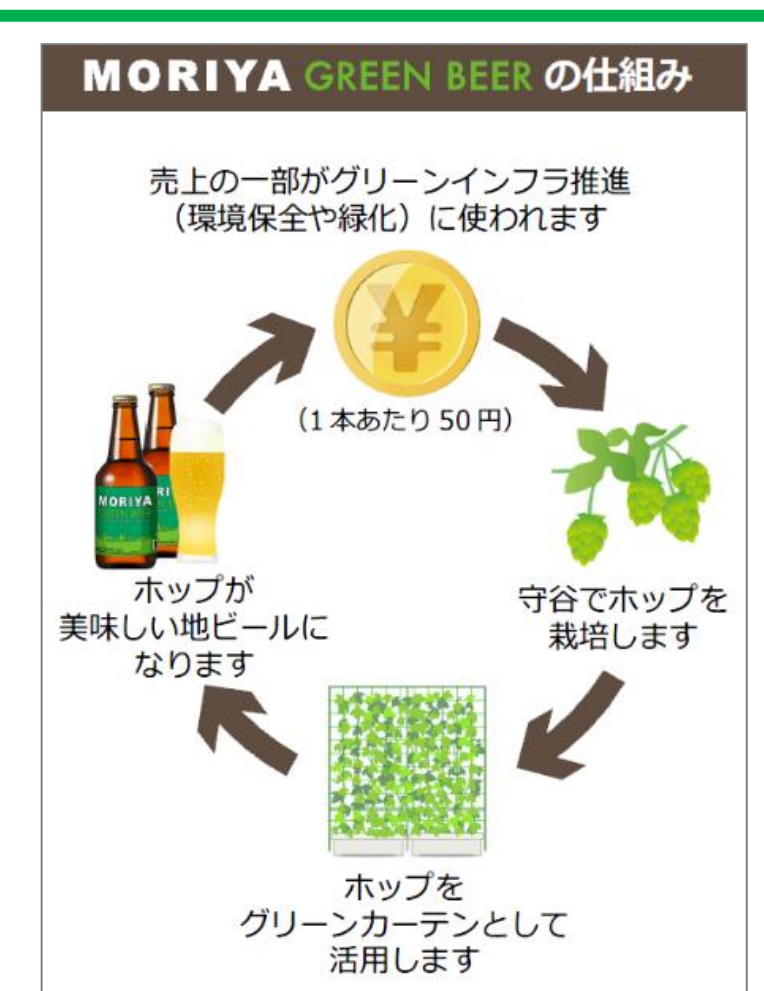 MORIYA GREEN BEER の仕組み
売上の一部がグリーンインフラ推進
（環境保全や緑化）に使われます
（1 本あたり 50 円）
守谷でホップを
栽培します
ホップを
グリーンカーテンとして
活用します
ホップが
美味しい地ビールに
なります
MORIYA
GREEN BEER